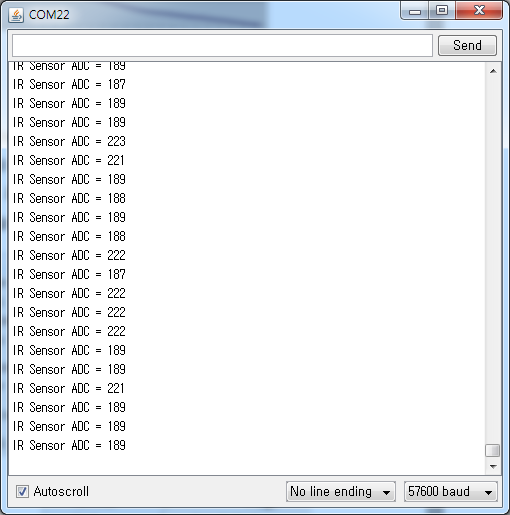 COM22
Send
IR Sensor ADC = 189
IR Sensor ADC = 187
IR Sensor ADC = 189
IR Sensor ADC = 189
IR Sensor ADC = 223
IR Sensor ADC = 221
IR Sensor ADC = 189
IR Sensor ADC = 188
IR Sensor ADC = 189
IR Sensor ADC = 188
IR Sensor ADC = 222
IR Sensor ADC = 187
IR Sensor ADC = 222
IR Sensor ADC = 222
IR Sensor ADC = 222
IR Sensor ADC = 189
IR Sensor ADC = 189
IR Sensor ADC = 221
IR Sensor ADC = 189
IR Sensor ADC = 189
IR Sensor ADC = 189
Autoscroll
No line ending
57600 baud